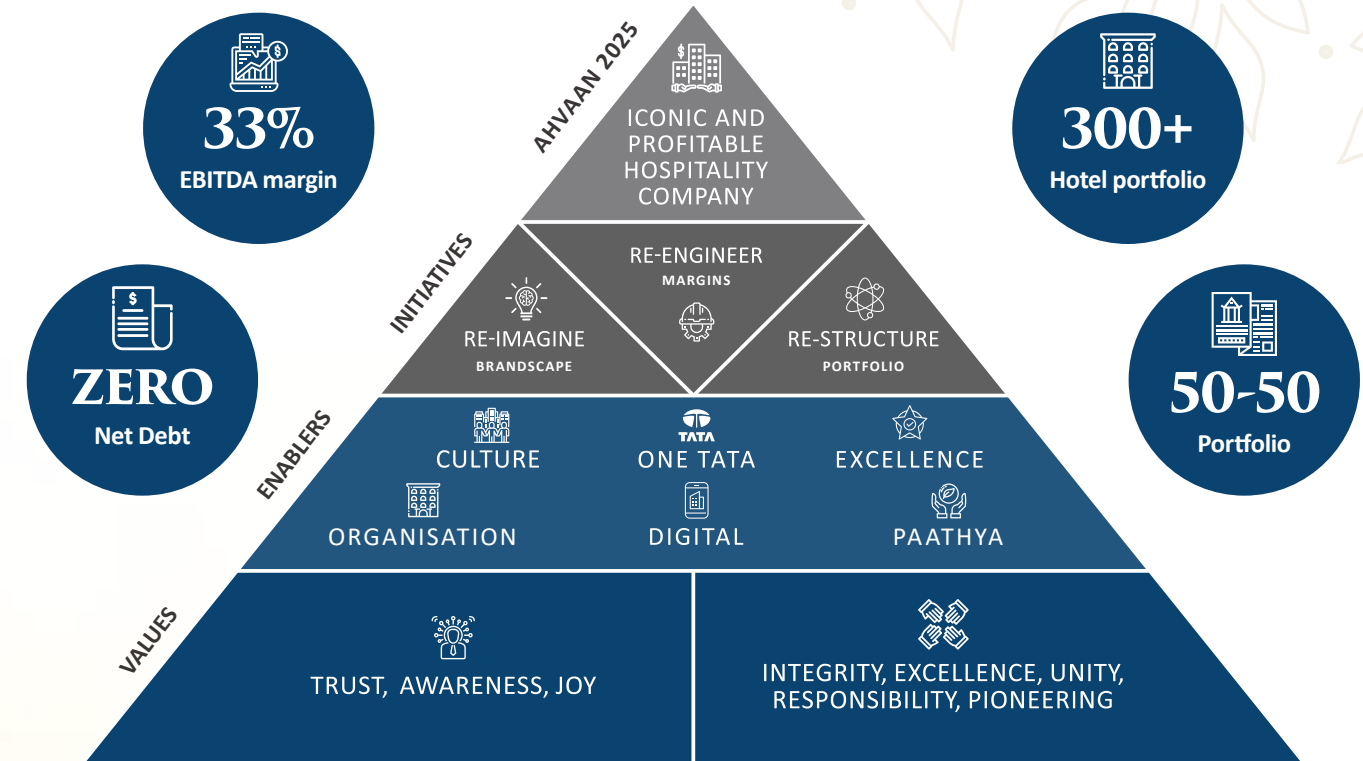 33%
EBITDA margin
ZERO
Net Debt
AHVAAN 2025
$
ICONIC AND
PROFITABLE
HOSPITALITY
COMPANY
INITIATIVES
RE-IMAGINE
BRANDSCAPE
RE-ENGINEER
MARGINS
RE-STRUCTURE
PORTFOLIO
ENABLERS
CULTURE
TATA
ONE TATA
EXCELLENCE
ORGANISATION
DIGITAL
PAATHYA
VALUES
TRUST, AWARENESS, JOY
INTEGRITY, EXCELLENCE, UNITY,
RESPONSIBILITY, PIONEERING
300+
Hotel portfolio
50-50
Portfolio
$
$